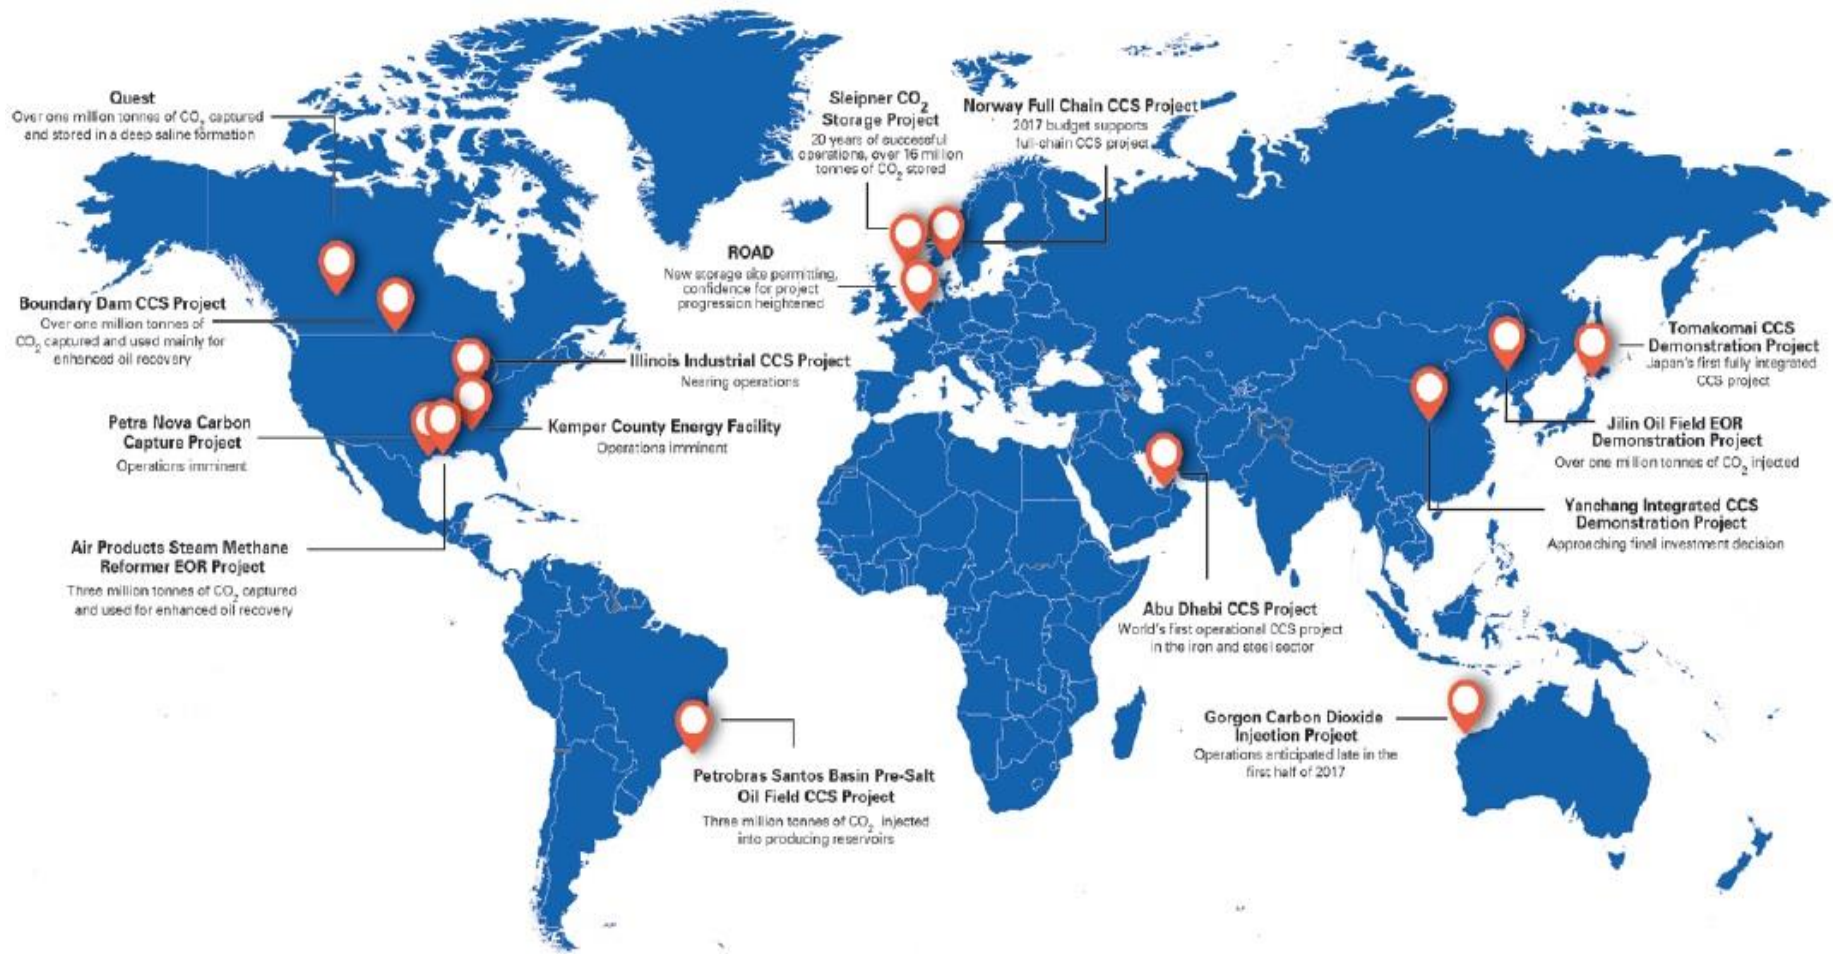 Quest
Over one million tonnes of CO2 captured
and stored in a deep saline formation
Sleipner CO2
Storage Project
20 years of successful
operations, over 16 million
tonnes of CO2 stored
Norway Full Chain CCS Project
2017 budget supports
full-chain CCS project
ROAD
New storage site permitting,
confidence for project
progression heightened
Boundary Dam CCS Project
Over one million tonnes of
CO2 captured and used mainly for
enhanced oil recovery
Illinois Industrial CCS Project
Nearing operations
Petra Nova Carbon
Capture Project
Operations imminent
Kemper County Energy Facility
Operations imminent
Air Products Steam Methane
Reformer EOR Project
Three million tonnes of CO2 captured
and used for enhanced oil recovery
Petrobras Santos Basin Pre-Salt
Oil Field CCS Project
Three million tonnes of CO2 injected
into producing reservoirs
Tomakomai CCS
Demonstration Project
Japan's first fully integrated
CCS project
Jilin Oil Field EOR
Demonstration Project
Over one million tonnes of CO2 injected
Yanchang Integrated CCS
Demonstration Project
Approaching final investment decision
Abu Dhabi CCS Project
World's first operational CCS project
in the iron and steel sector
Gorgon Carbon Dioxide
Injection Project
Operations anticipated late in the
first half of 2017